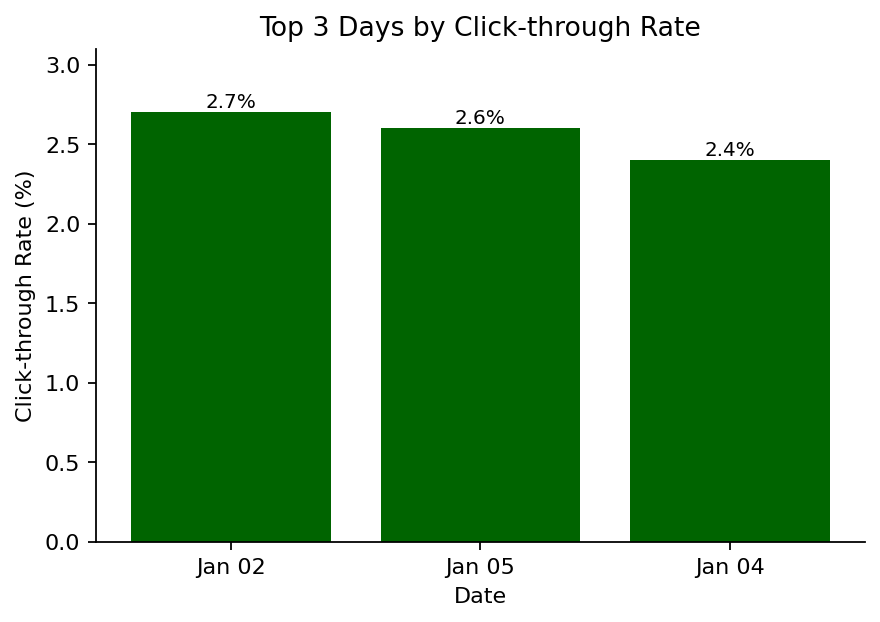 Top 3 Days by Click-through Rate
Click-through Rate (%)
3.0
2.5
2.0
1.5
1.0
0.5
0.0
2.7%
2.6%
2.4%
Jan 02
Jan 05
Jan 04
Date